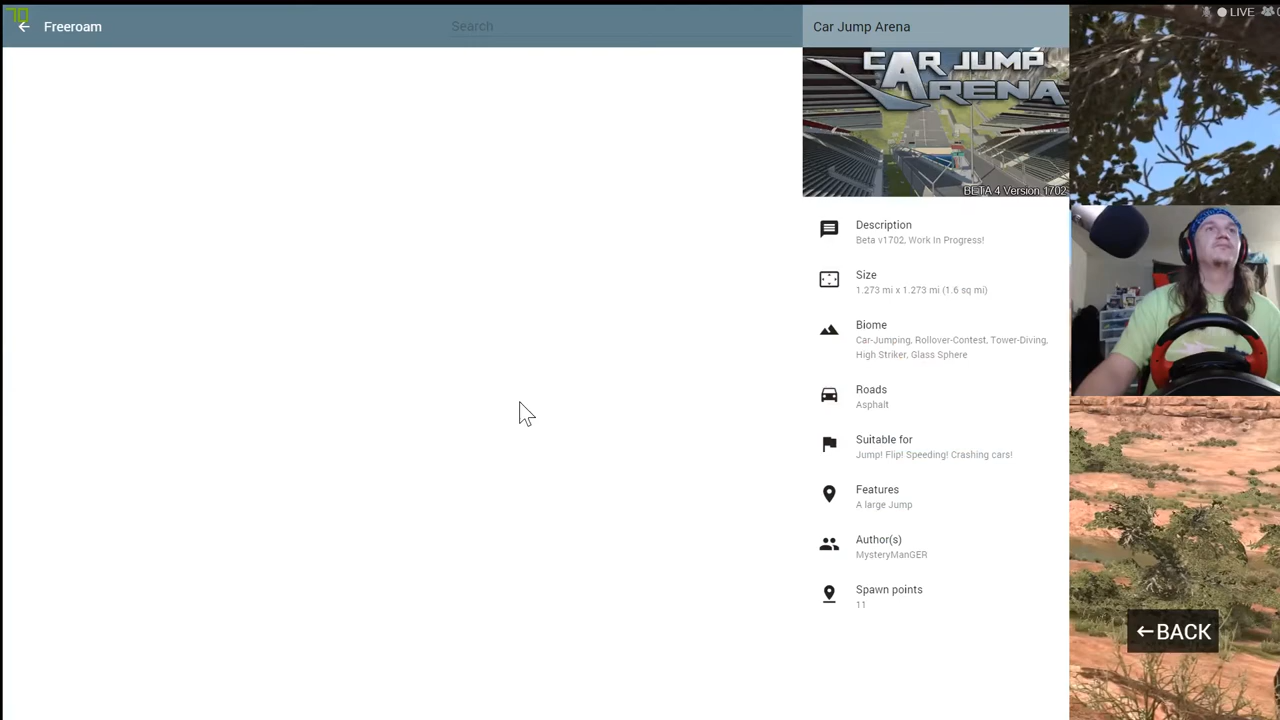 70
Freeroam
Search
Car Jump Arena
LIVE
CAR JUMP
ARENA
BETA 4 Version 1702
Description
Beta v1702, Work In Progress!
Size
1.273 mi x 1.273 mi (1.6 sq mi)
Biome
Car-Jumping, Rollover-Contest, Tower-Diving,
High Striker, Glass Sphere
Roads
Asphalt
Suitable for
Jump! Flip! Speeding! Crashing cars!
Features
A large Jump
Author(s)
MysteryManGER
Spawn points
11
←BACK